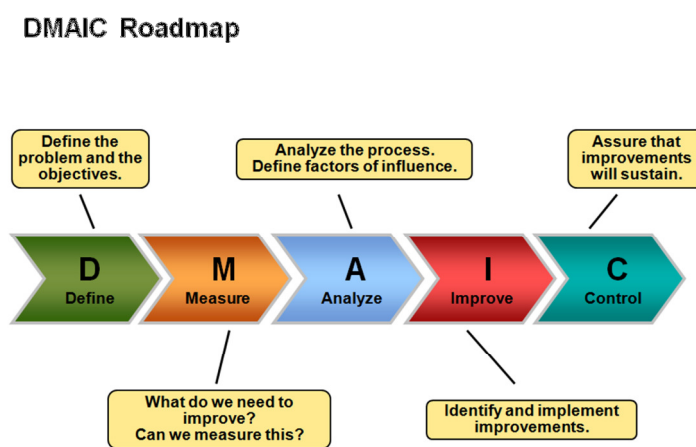 DMAIC Roadmap
Define the
problem and the
objectives.
Analyze the process.
Define factors of influence.
Assure that
improvements
will sustain.
D
Define
M
Measure
A
Analyze
I
Improve
C
Control
What do we need to
improve?
Can we measure this?
Identify and implement
improvements.